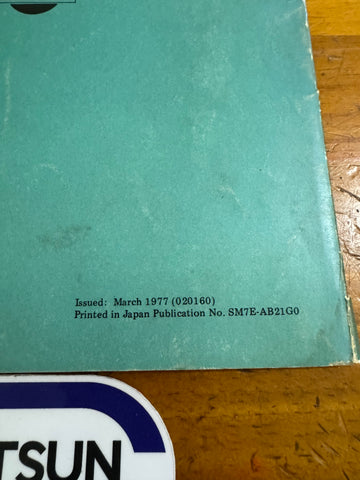 Issued: March 1977 (020160)
Printed in Japan Publication No. SM7E-AB21G0
TSUN